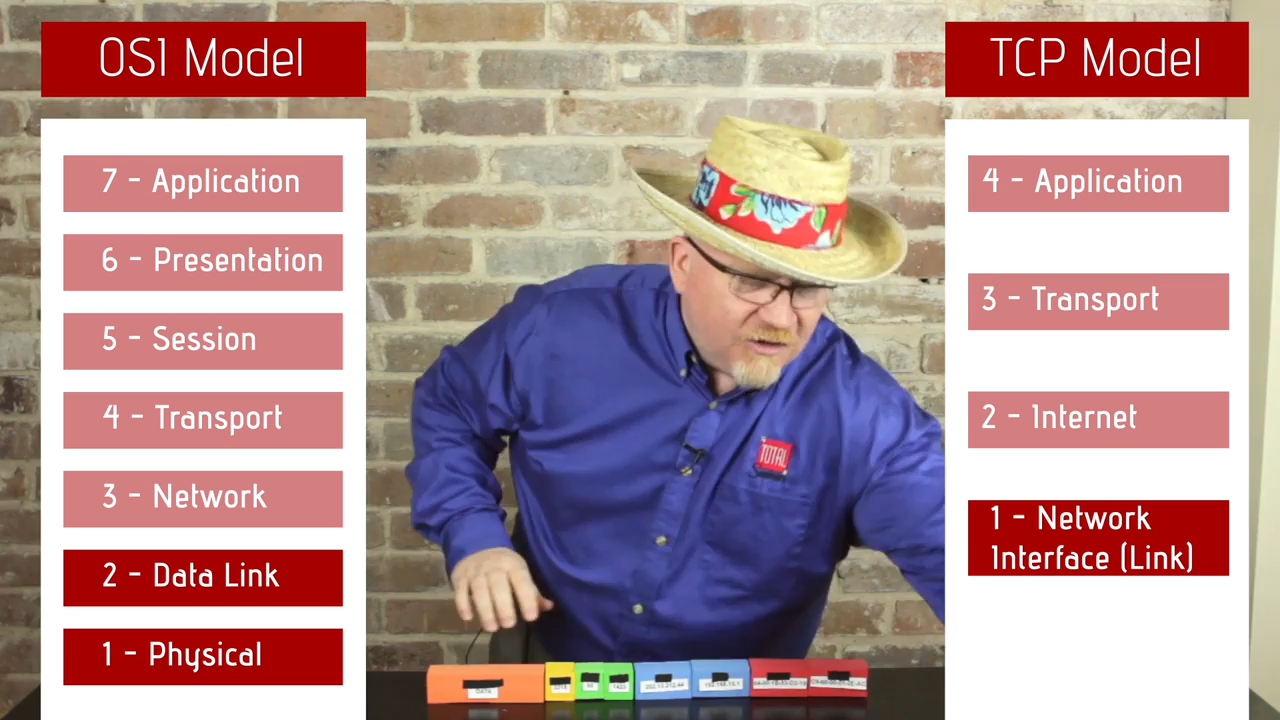 OSI Model
7 - Application
6 - Presentation
5 - Session
4 - Transport
3 - Network
2 - Data Link
1 - Physical
TCP Model
4 - Application
3 - Transport
2 - Internet
1 - Network
Interface (Link)
TOTAL
DATA